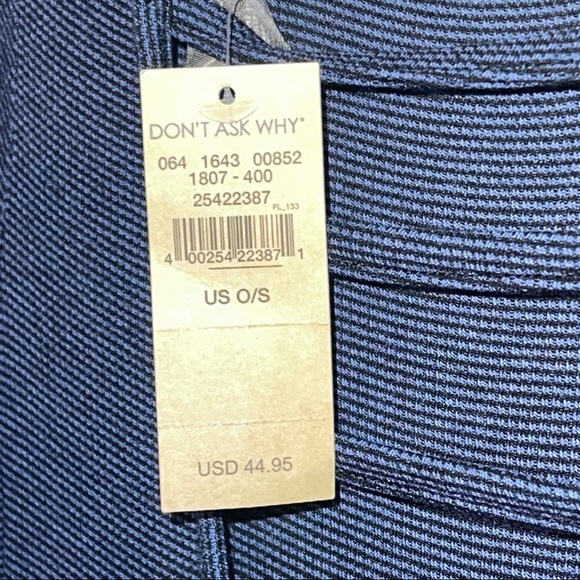 DON'T ASK WHY®
064 1643 00852
1807 - 400
25422387
FL_133
4 00254 22387 1
US O/S
USD 44.95